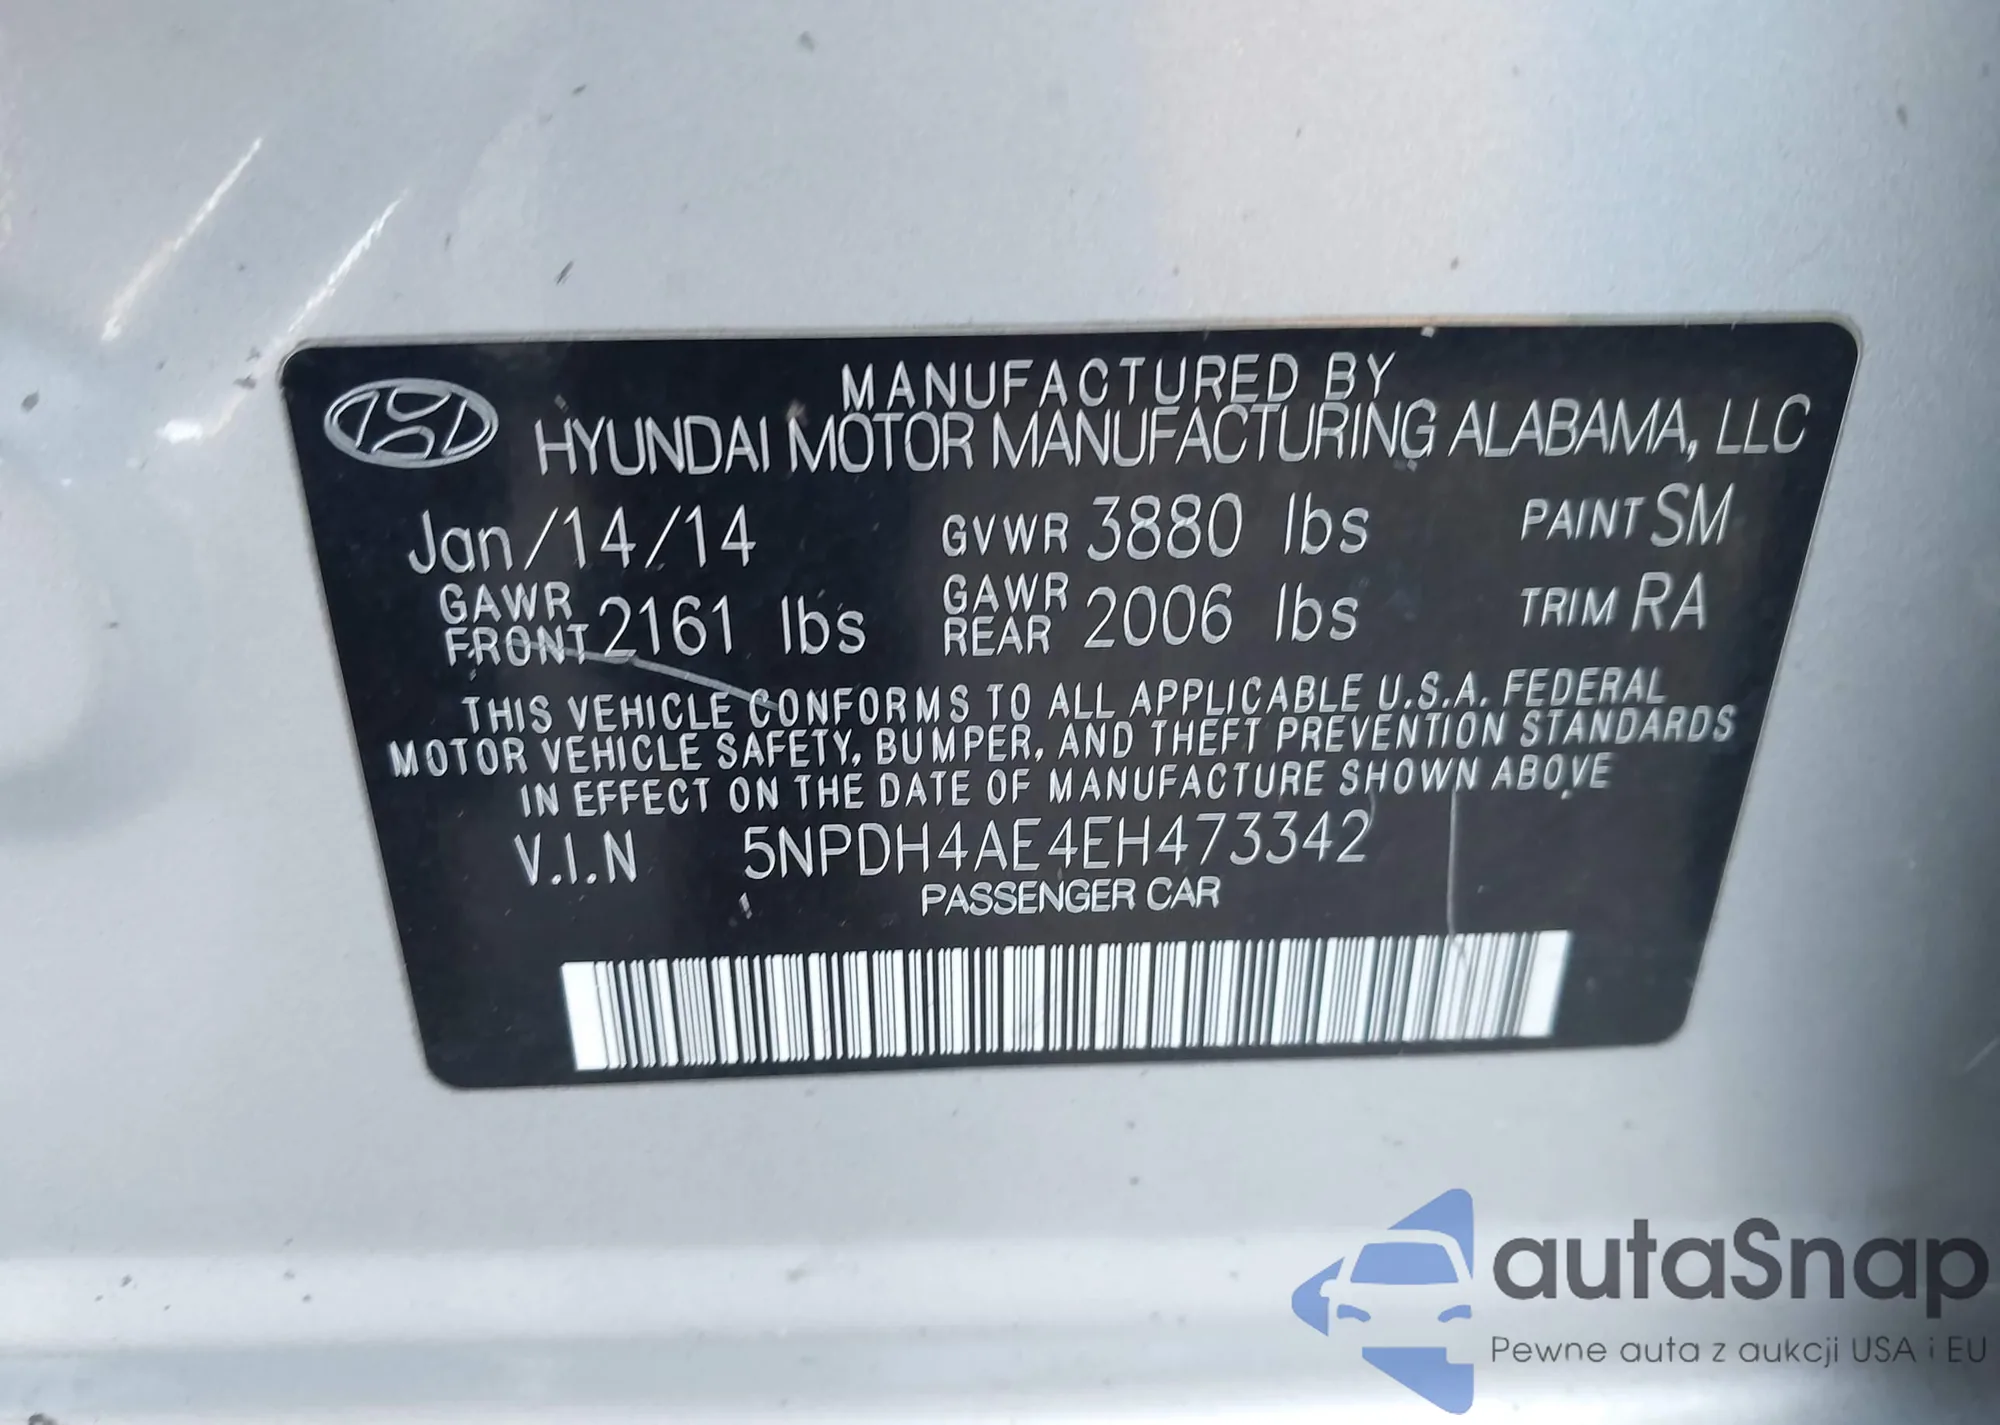 MANUFACTURED BY
HYUNDAI MOTOR MANUFACTURING ALABAMA, LLC
Jan/14/14 GVWR 3880 lbs PAINT SM
GAWR FRONT 2161 lbs GAWR REAR 2006 lbs TRIM RA
THIS VEHICLE CONFORMS TO ALL APPLICABLE U.S.A. FEDERAL
MOTOR VEHICLE SAFETY, BUMPER, AND THEFT PREVENTION STANDARDS
IN EFFECT ON THE DATE OF MANUFACTURE SHOWN ABOVE
V.I.N 5NPDH4AE4EH473342
PASSENGER CAR
autaSnap
Pewne auta z aukcji USA i EU